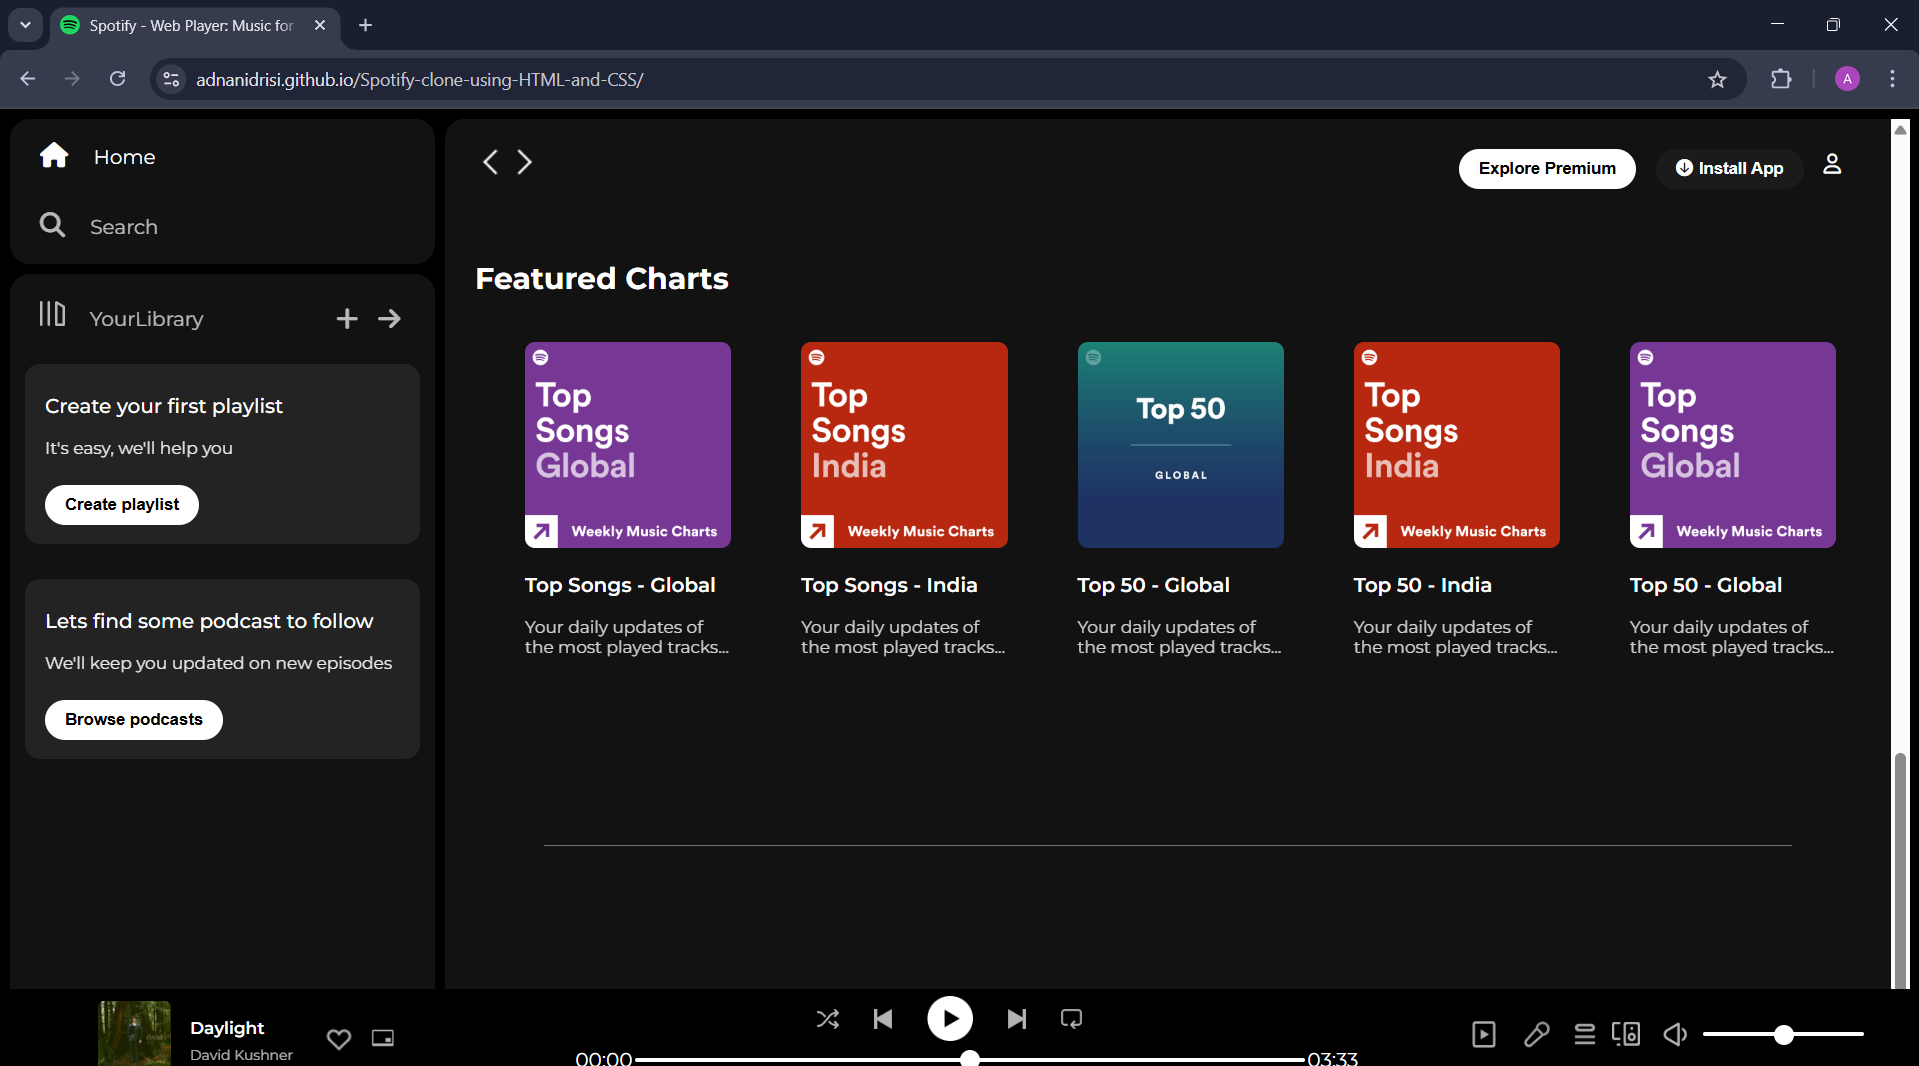 Spotify - Web Player: Music for
adnanidrisi.github.io/Spotify-clone-using-HTML-and-CSS/
A
Home
Search
YourLibrary
Create your first playlist
It's easy, we'll help you
Create playlist
Lets find some podcast to follow
We'll keep you updated on new episodes
Browse podcasts
Explore Premium
Install App
Featured Charts
Top
Songs
Global
Weekly Music Charts
Top Songs - Global
Your daily updates of
the most played tracks...
Top
Songs
India
Weekly Music Charts
Top Songs - India
Your daily updates of
the most played tracks...
Top 50
GLOBAL
Top 50 - Global
Your daily updates of
the most played tracks...
Top
Songs
India
Weekly Music Charts
Top 50 - India
Your daily updates of
the most played tracks...
Top
Songs
Global
Weekly Music Charts
Top 50 - Global
Your daily updates of
the most played tracks...
Daylight
David Kushner
00:00
03:33